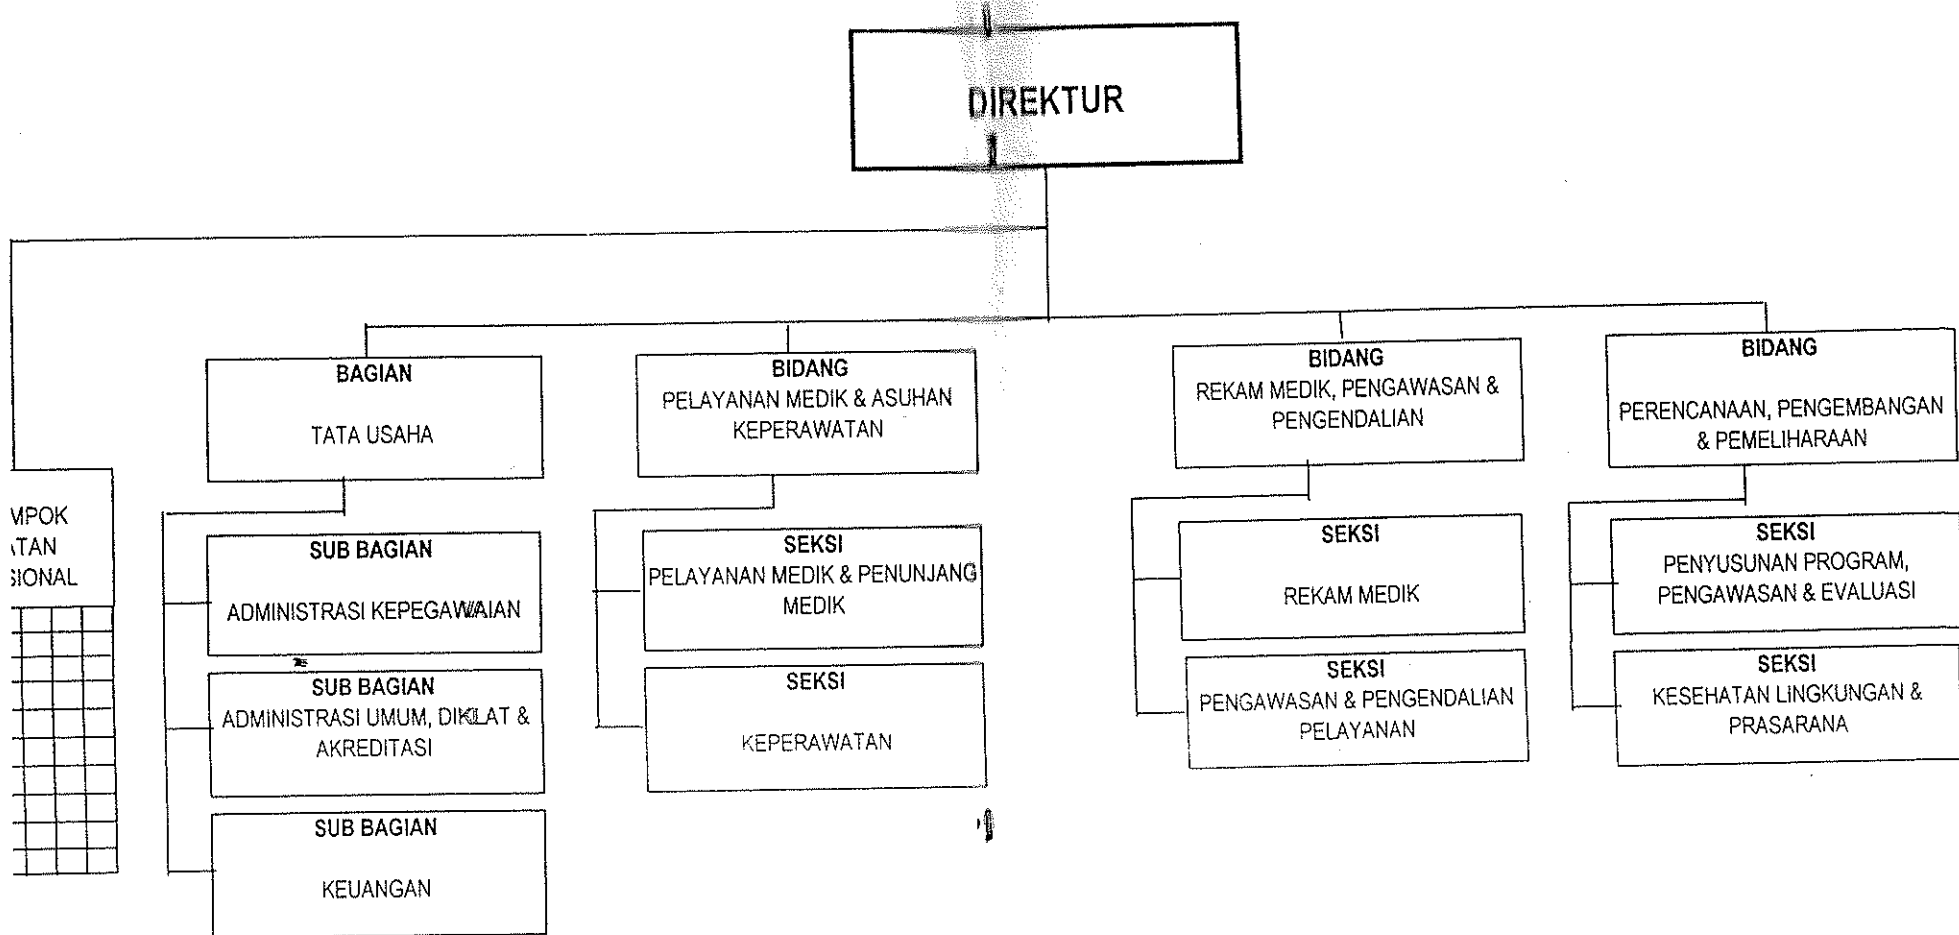 DIREKTUR
BAGIAN
TATA USAHA
BIDANG
PELAYANAN MEDIK & ASUHAN
KEPERAWATAN
BIDANG
REKAM MEDIK, PENGAWASAN &
PENGENDALIAN
BIDANG
PERENCANAAN, PENGEMBANGAN
& PEMELIHARAAN
MPOK
ATAN
SIONAL
SUB BAGIAN
ADMINISTRASI KEPEGAWAIAN
SUB BAGIAN
ADMINISTRASI UMUM, DIKLAT &
AKREDITASI
SUB BAGIAN
KEUANGAN
SEKSI
PELAYANAN MEDIK & PENUNJANG
MEDIK
SEKSI
KEPERAWATAN
SEKSI
REKAM MEDIK
SEKSI
PENGAWASAN & PENGENDALIAN
PELAYANAN
SEKSI
PENYUSUNAN PROGRAM,
PENGAWASAN & EVALUASI
SEKSI
KESEHATAN LINGKUNGAN &
PRASARANA